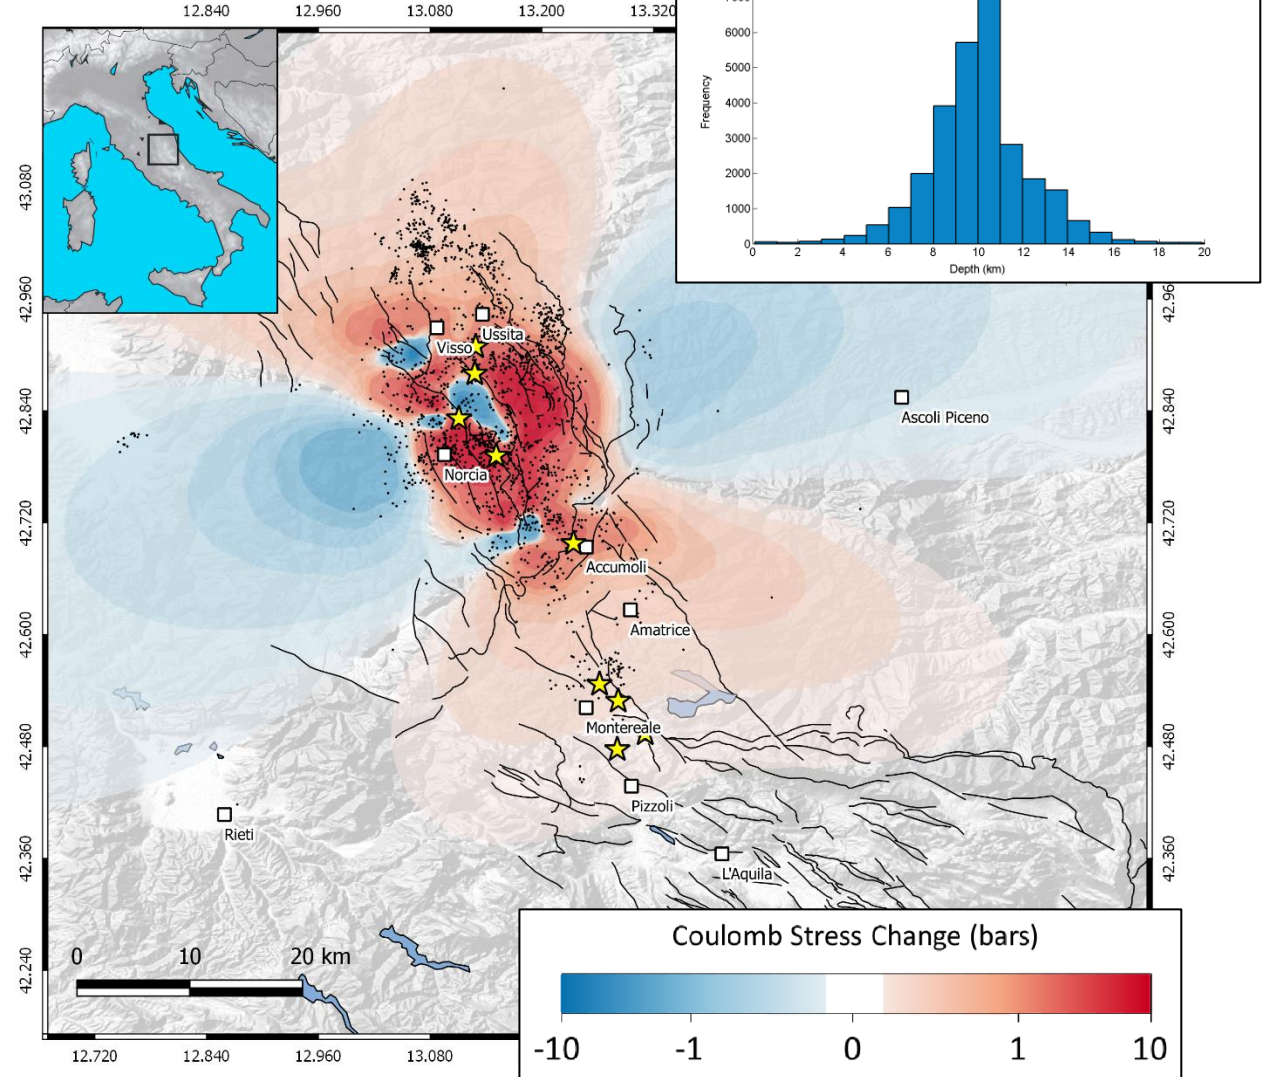 12.840 12.960 13.080 13.200 13.320
6000
5000
4000
3000
2000
1000
0
Frequency
0 2 4 6 8 10 12 14 16 18 20
Depth (km)
13.080
42.960
42.840
42.720
42.600
42.480
42.360
42.240
42.960
42.840
42.720
42.600
42.480
42.360
Ussita
Visso
Ascoli Piceno
Norcia
Accumoli
Amatrice
Montereale
Pizzoli
Rieti
L'Aquila
0 10 20 km
Coulomb Stress Change (bars)
-10 -1 0 1 10
12.720 12.840 12.960 13.080